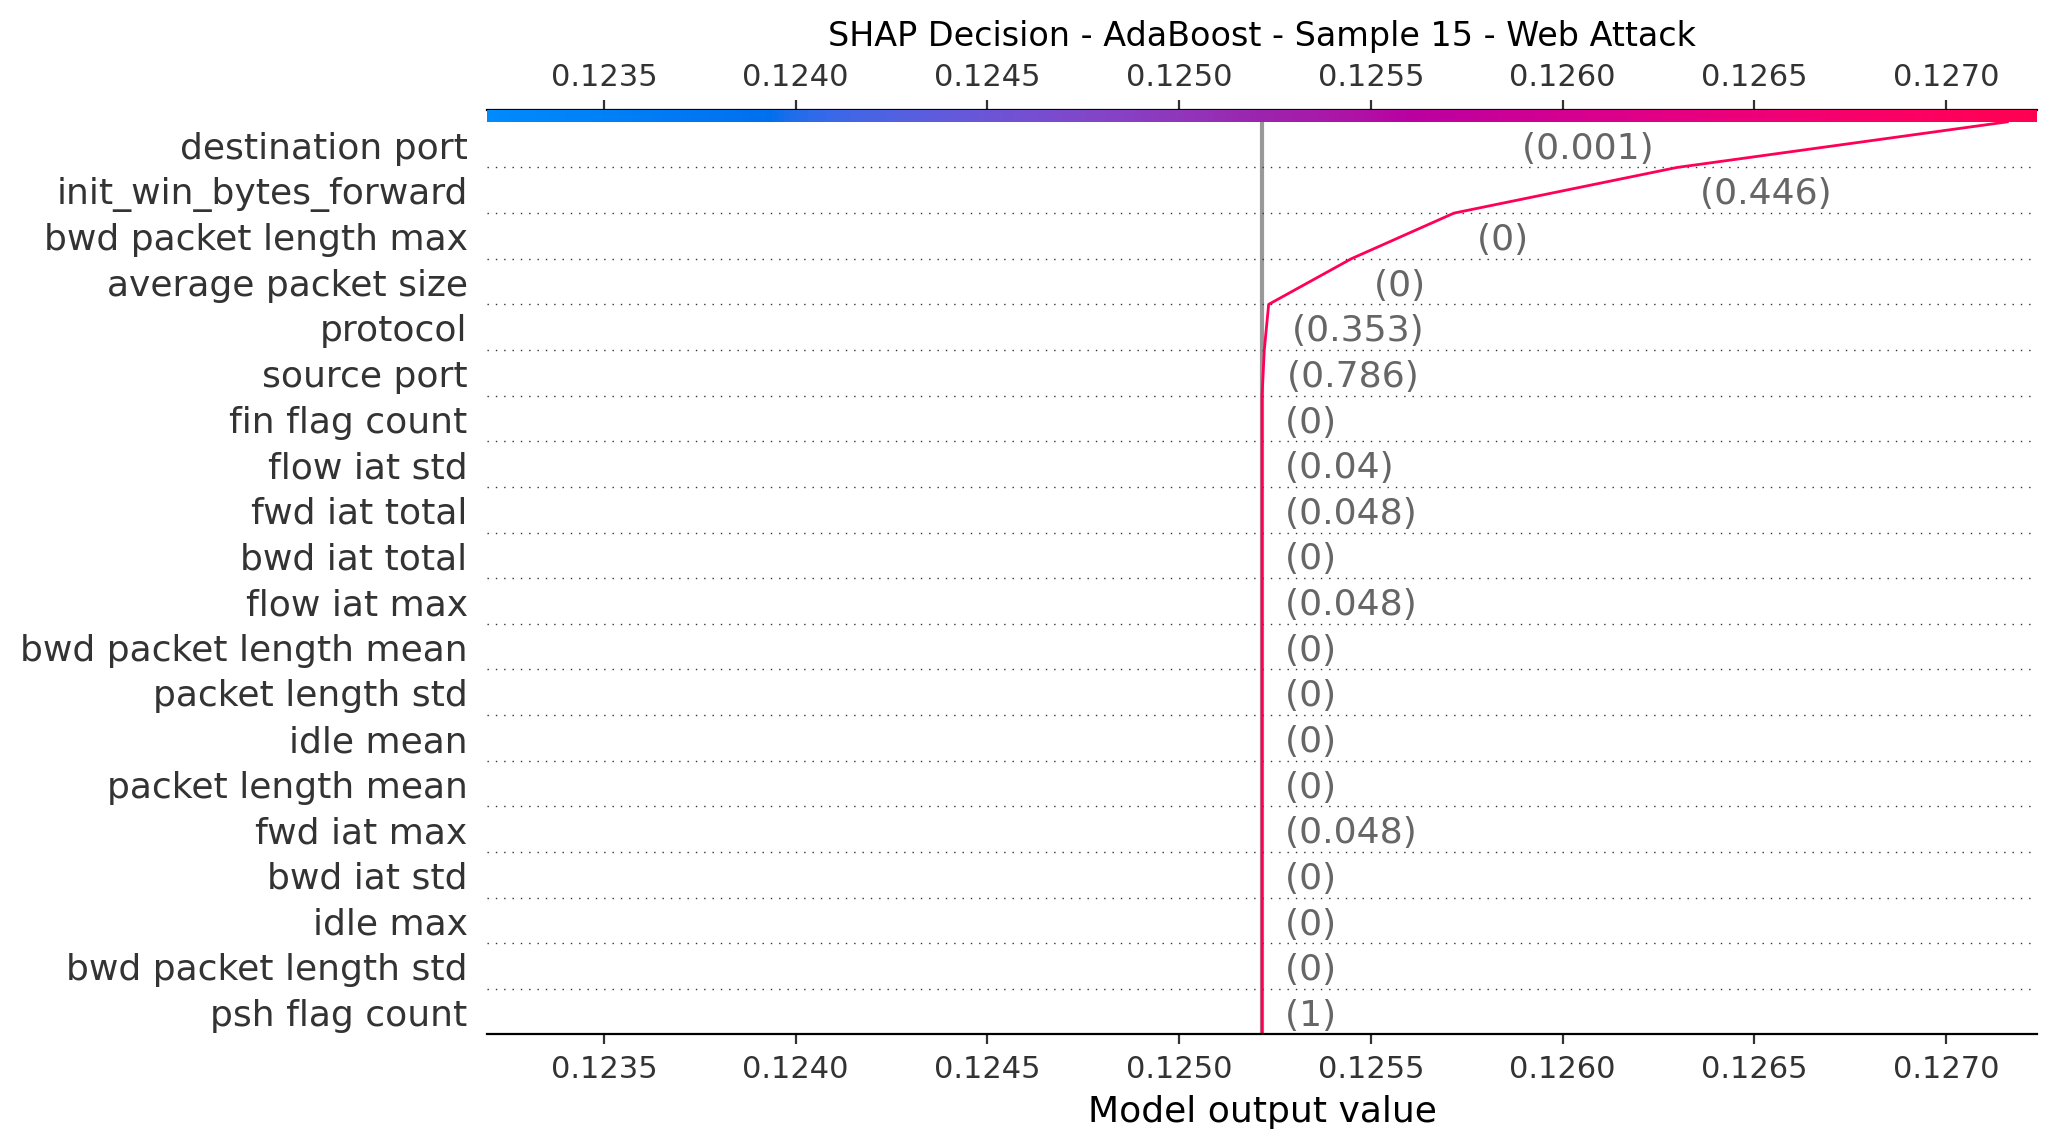 SHAP Decision - AdaBoost - Sample 15 - Web Attack
0.1235 0.1240 0.1245 0.1250 0.1255 0.1260 0.1265 0.1270
destination port (0.001)
init_win_bytes_forward (0.446)
bwd packet length max (0)
average packet size (0)
protocol (0.353)
source port (0.786)
fin flag count (0)
flow iat std (0.04)
fwd iat total (0.048)
bwd iat total (0)
flow iat max (0.048)
bwd packet length mean (0)
packet length std (0)
idle mean (0)
packet length mean (0)
fwd iat max (0.048)
bwd iat std (0)
idle max (0)
bwd packet length std (0)
psh flag count (1)
0.1235 0.1240 0.1245 0.1250 0.1255 0.1260 0.1265 0.1270
Model output value